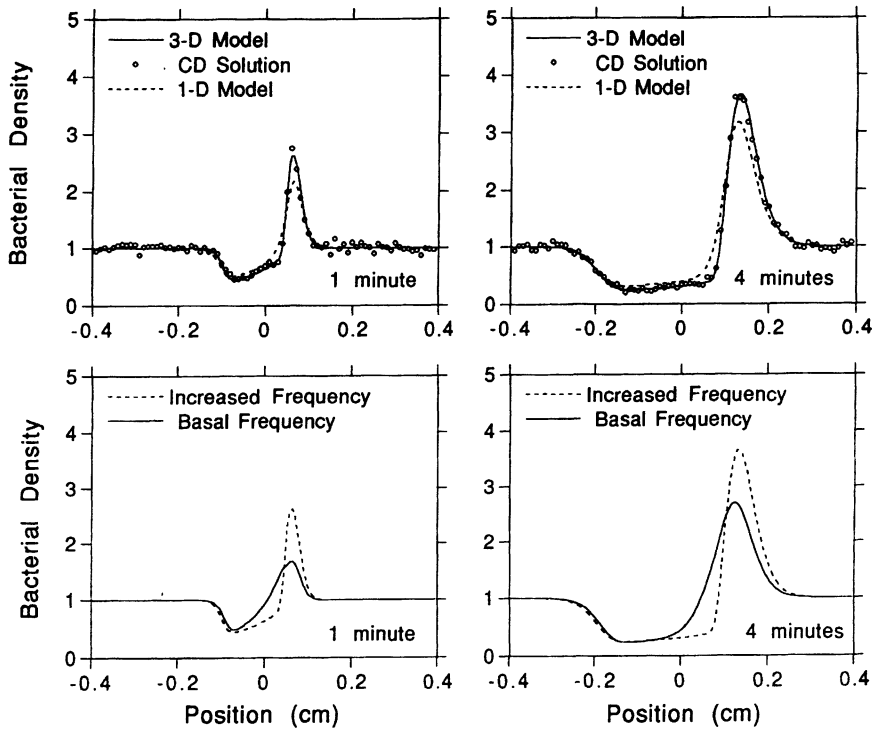 5
4
3
2
1
0
Bacterial Density
3-D Model
CD Solution
1-D Model
1 minute
-0.4
-0.2
0
0.2
0.4
5
4
3
2
1
0
3-D Model
CD Solution
1-D Model
4 minutes
-0.4
-0.2
0
0.2
0.4
5
4
3
2
1
0
Bacterial Density
Increased Frequency
Basal Frequency
1 minute
-0.4
-0.2
0
0.2
0.4
Position (cm)
5
4
3
2
1
0
Increased Frequency
Basal Frequency
4 minutes
-0.4
-0.2
0
0.2
0.4
Position (cm)